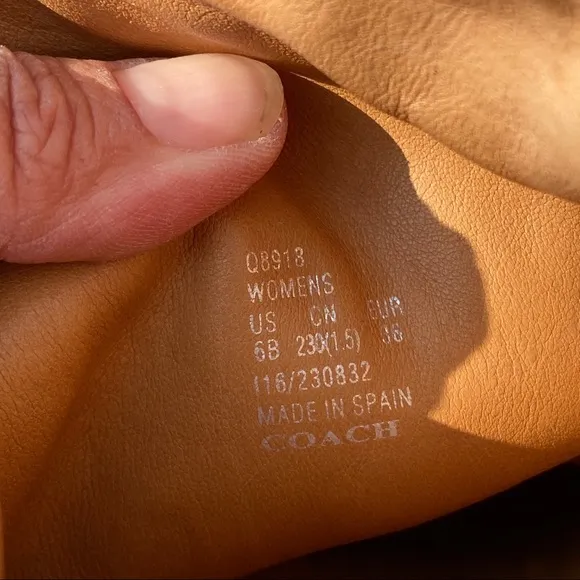 Q8918
WOMENS
US CN EUR
6B 230(1.5) 36
I16/230832
MADE IN SPAIN
COACH